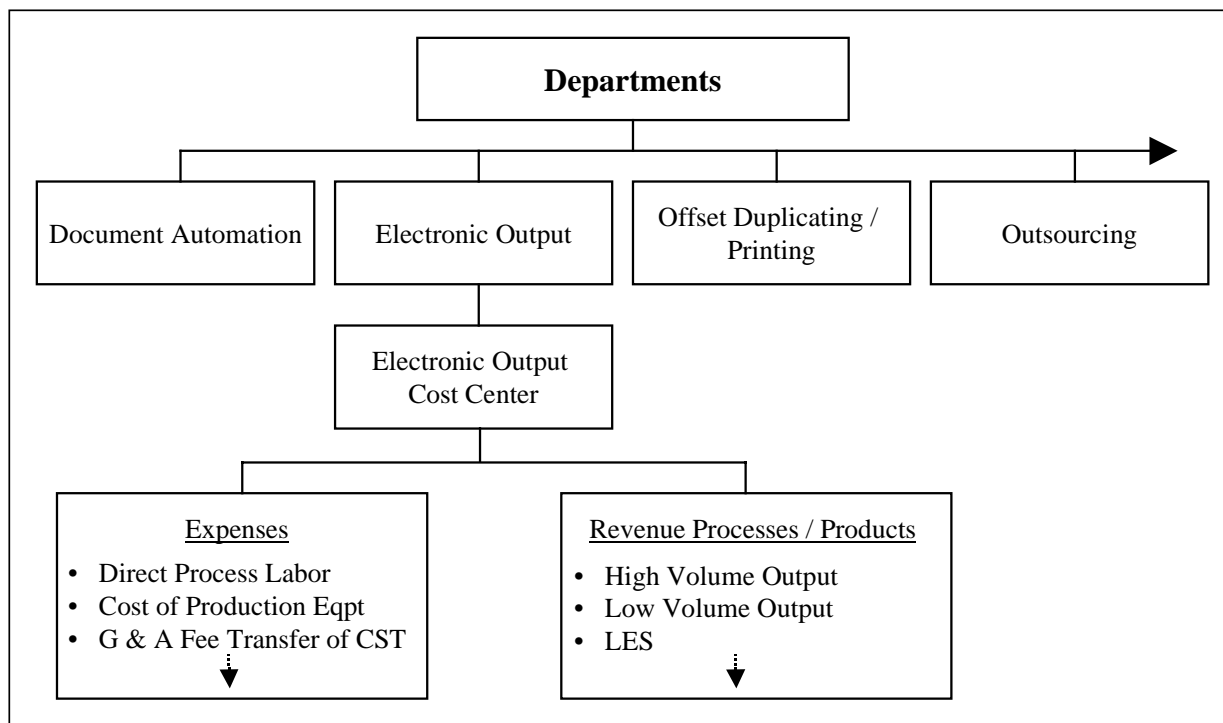 Departments
Document Automation
Electronic Output
Offset Duplicating /
Printing
Outsourcing
Electronic Output
Cost Center
Expenses
• Direct Process Labor
• Cost of Production Eqpt
• G & A Fee Transfer of CST
Revenue Processes / Products
• High Volume Output
• Low Volume Output
• LES